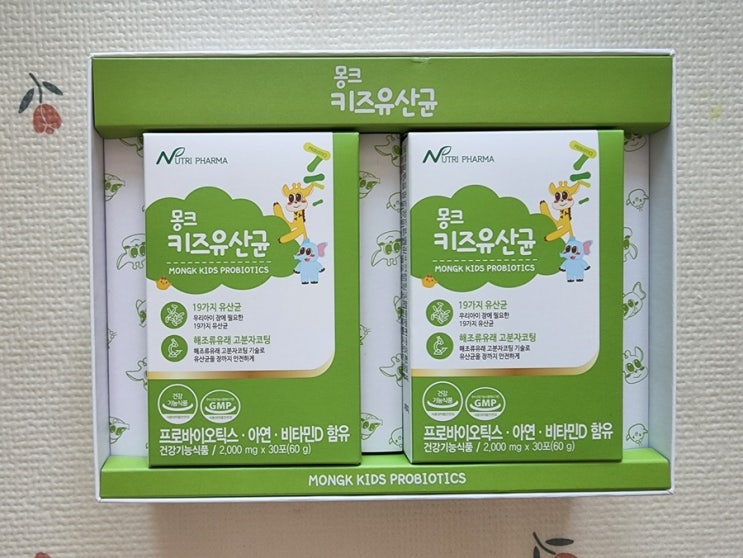 몽크
키즈유산균
NUTRI PHARMA
몽크
키즈유산균
MONGK KIDS PROBIOTICS
19가지 유산균
우리아이 장에 필요한
19가지 유산균
해조류유래 고분자코팅
해조류유래 고분자코팅 기술로
유산균을 장까지 안전하게
건강
기능식품
GMP
프로바이오틱스 · 아연 · 비타민D 함유
건강기능식품 / 2,000 mg x 30포(60 g)
NUTRI PHARMA
몽크
키즈유산균
MONGK KIDS PROBIOTICS
19가지 유산균
우리아이 장에 필요한
19가지 유산균
해조류유래 고분자코팅
해조류유래 고분자코팅 기술로
유산균을 장까지 안전하게
건강
기능식품
GMP
프로바이오틱스 · 아연 · 비타민D 함유
건강기능식품 / 2,000 mg x 30포(60 g)
MONGK KIDS PROBIOTICS